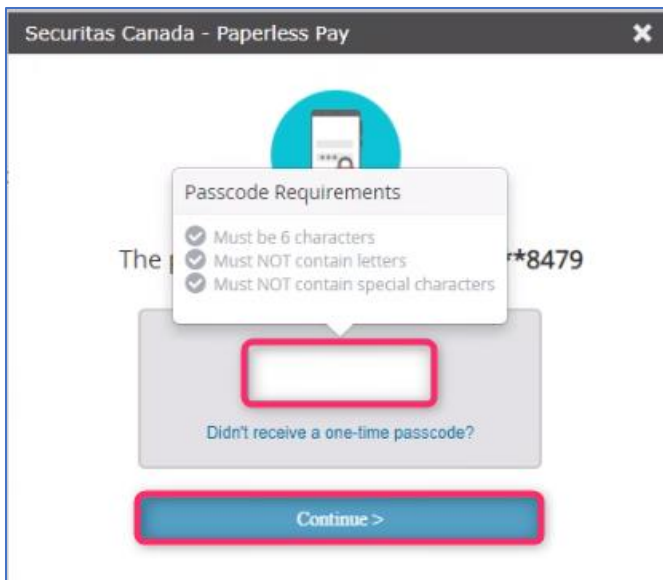 Securitas Canada - Paperless Pay
Passcode Requirements
Must be 6 characters
Must NOT contain letters
Must NOT contain special characters
The **8479
Didn't receive a one-time passcode?
Continue >